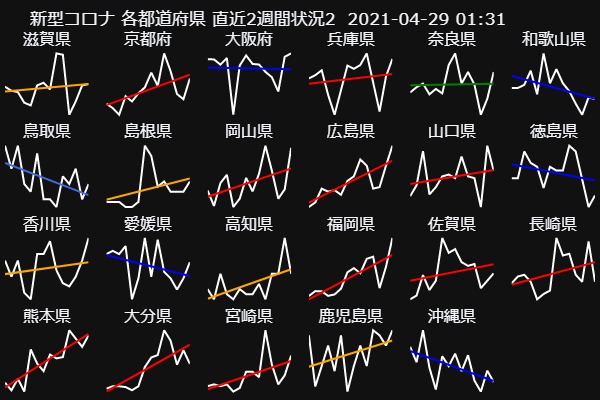 新型コロナ 各都道府県 直近2週間状況2 2021-04-29 01:31
滋賀県 京都府 大阪府 兵庫県 奈良県 和歌山県
鳥取県 島根県 岡山県 広島県 山口県 徳島県
香川県 愛媛県 高知県 福岡県 佐賀県 長崎県
熊本県 大分県 宮崎県 鹿児島県 沖縄県